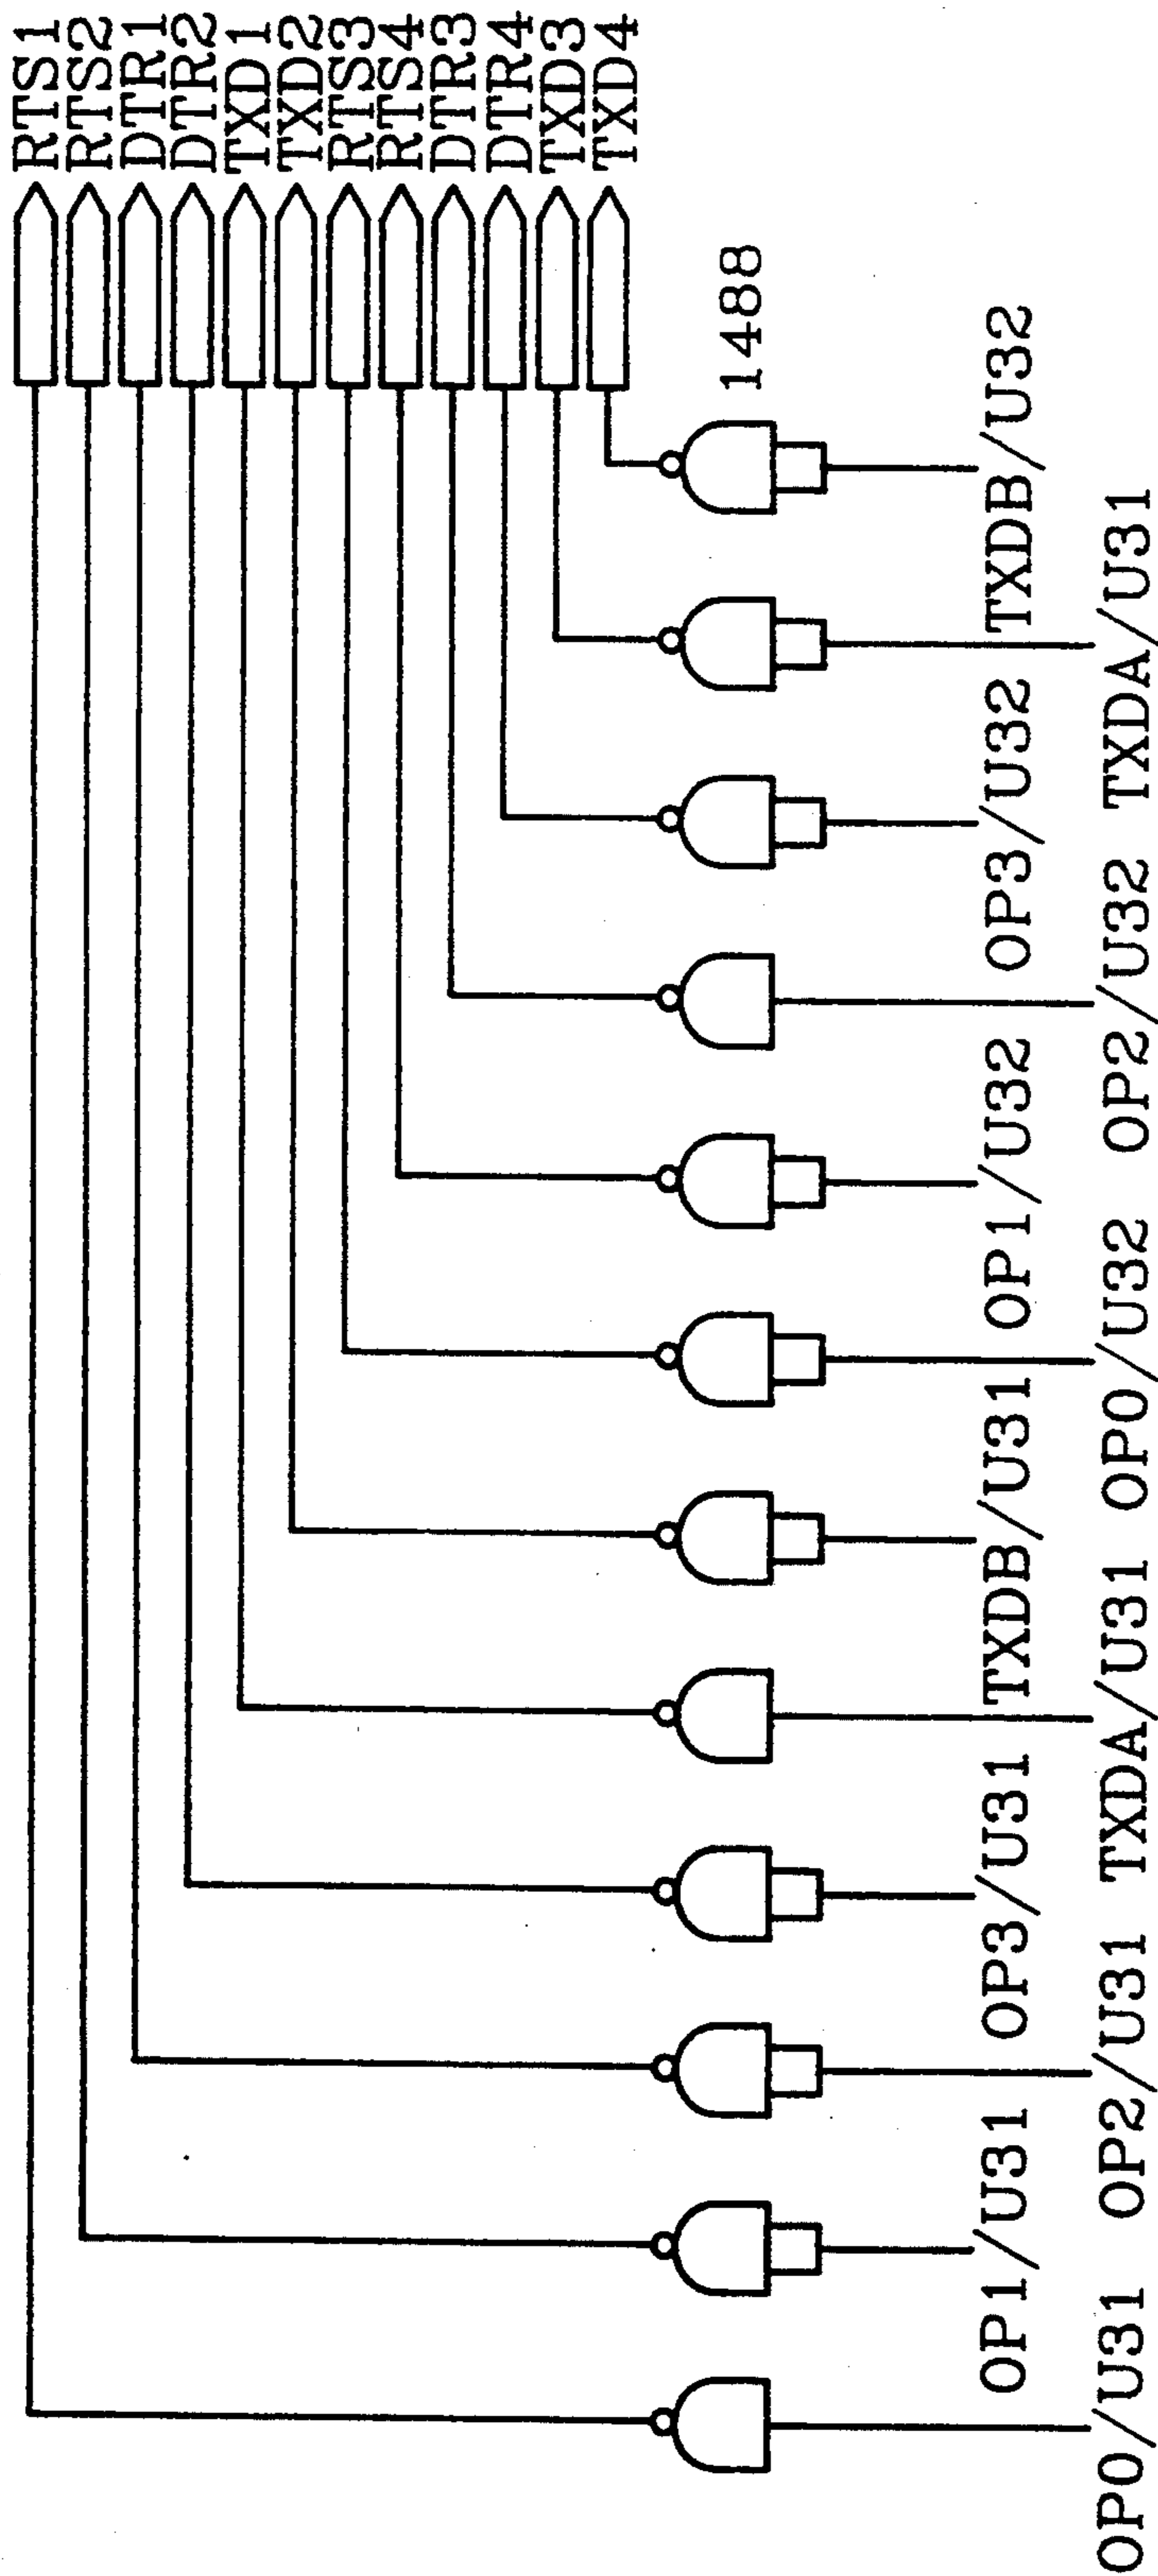 RTS1
RTS2
DTR1
DTR2
TXD1
TXD2
RTS3
RTS4
DTR3
DTR4
TXD3
TXD4
1488
OP0/U31
OP1/U31
OP2/U31
OP3/U31
TXDA/U31
TXDB/U31
OP0/U32
OP1/U32
OP2/U32
OP3/U32
TXDA/U31
TXDB/U32